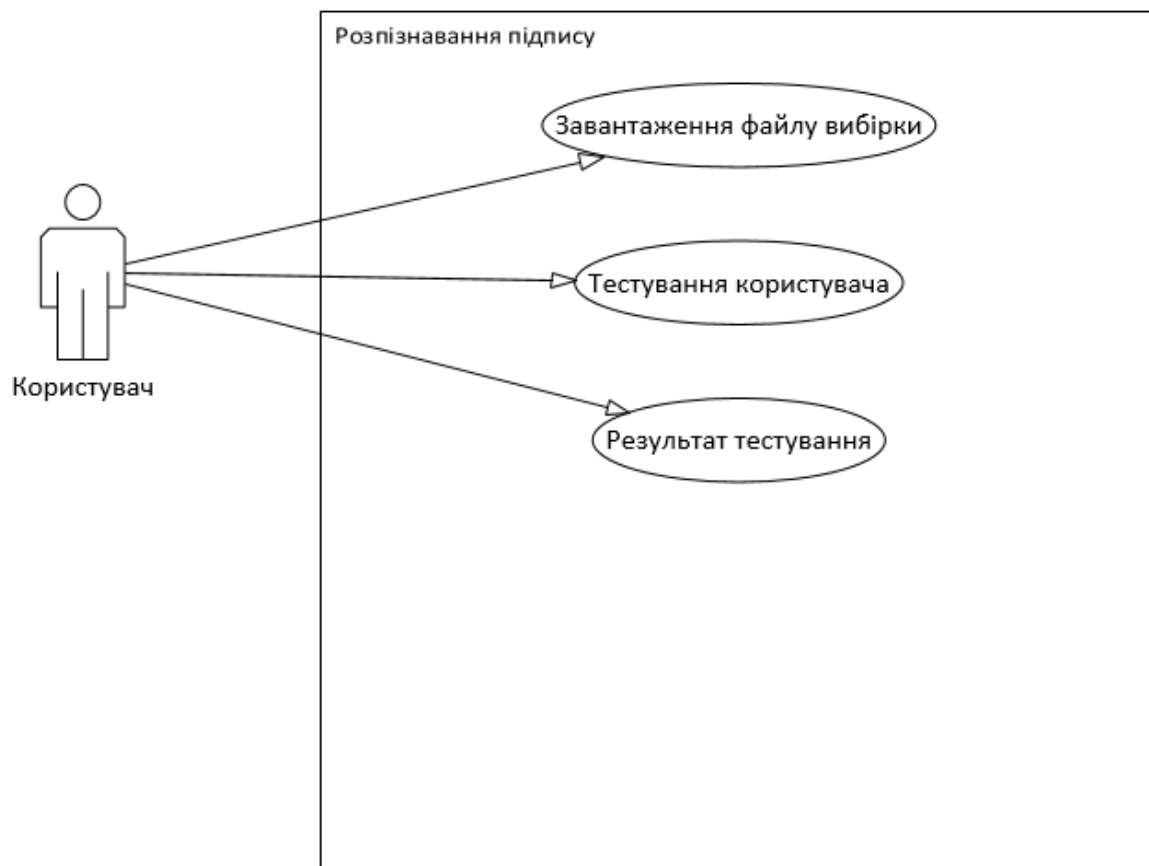 Розпізнавання підпису
Завантаження файлу вибірки
Тестування користувача
Користувач
Результат тестування